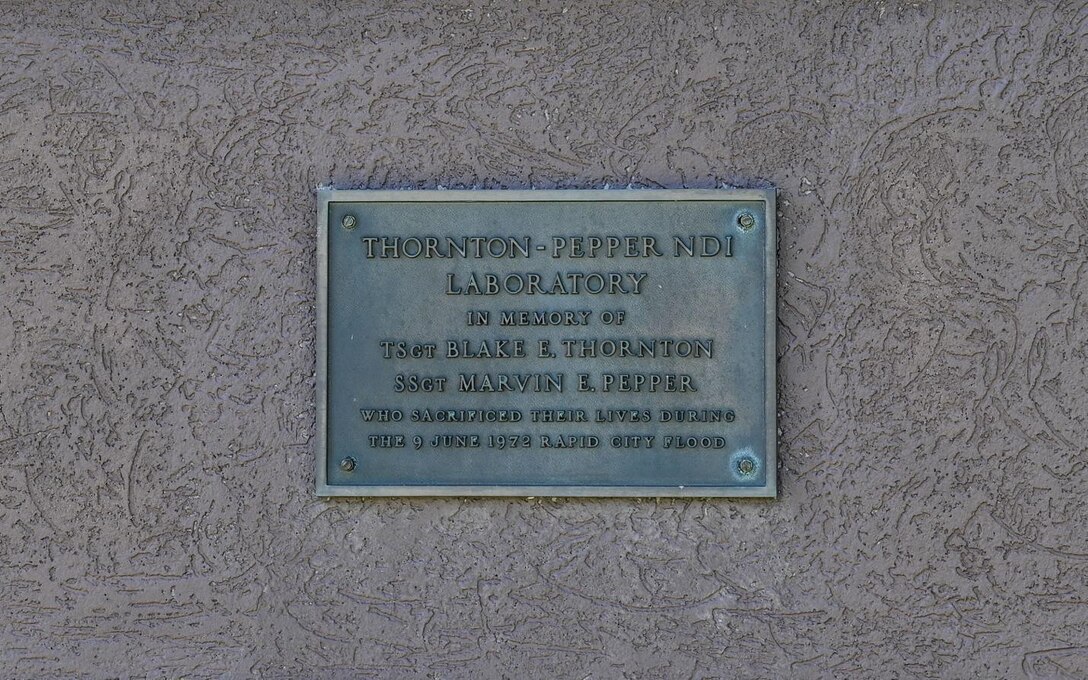 THORNTON-PEPPER NDI
LABORATORY
IN MEMORY OF
TSGT BLAKE E. THORNTON
SSGT MARVIN E. PEPPER
WHO SACRIFICED THEIR LIVES DURING
THE 9 JUNE 1972 RAPID CITY FLOOD